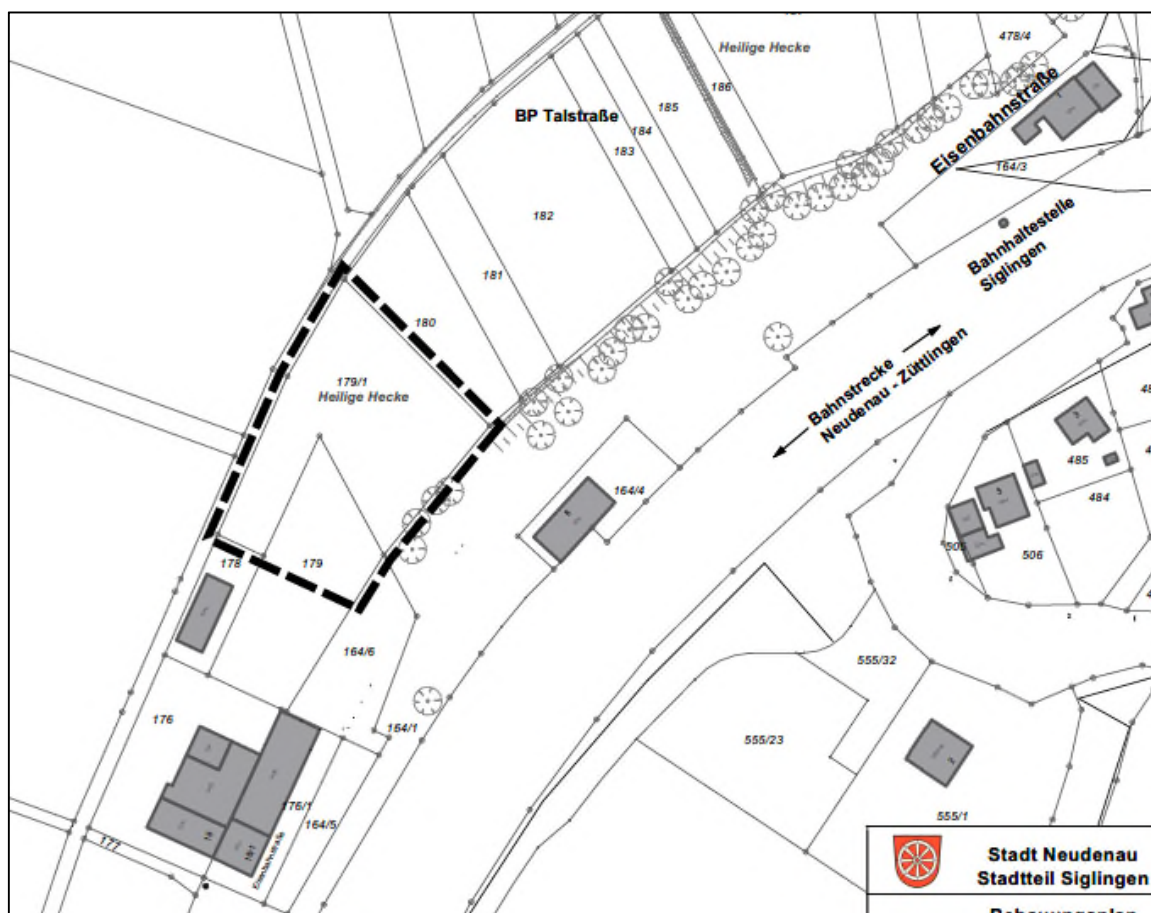 Heilige Hecke
478/4
186
185
184
183
BP Talstraße
182
181
180
Eisenbahnstraße
164/3
Bahnhaltestelle
Siglingen
Bahnstrecke
Neudenau - Züttlingen
179/1
Heilige Hecke
164/4
485
484
505
506
178
179
164/6
555/32
176
164/1
555/23
176/1
164/5
555/1
177
Eisenbahnstraße
Stadt Neudenau
Stadtteil Siglingen
Bebauungsplan